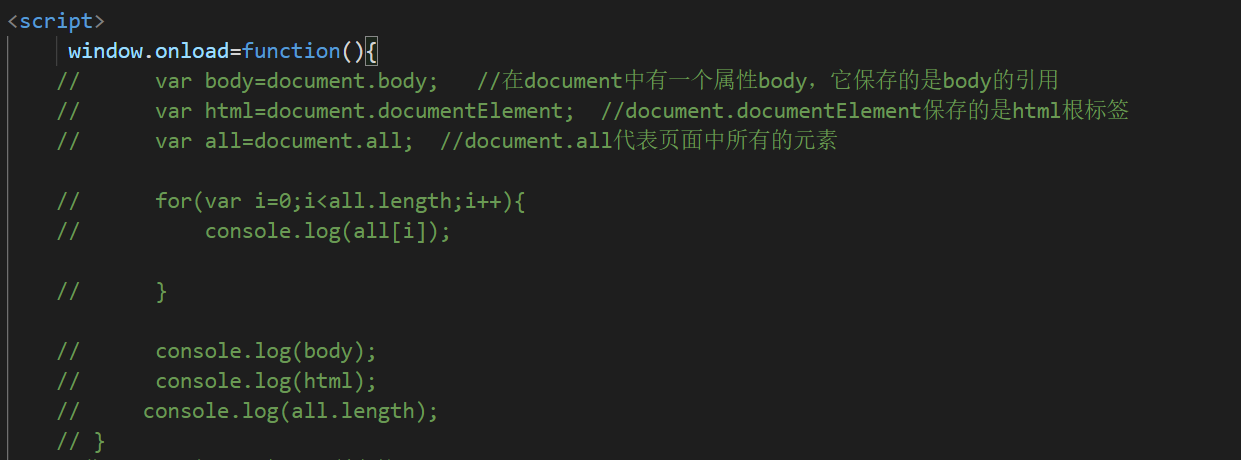 <script>
window.onload=function(){
// var body=document.body; //在document中有一个属性body，它保存的是body的引用
// var html=document.documentElement; //document.documentElement保存的是html根标签
// var all=document.all; //document.all代表页面中所有的元素
// for(var i=0;i<all.length;i++){
// console.log(all[i]);
// }
// console.log(body);
// console.log(html);
// console.log(all.length);
// }